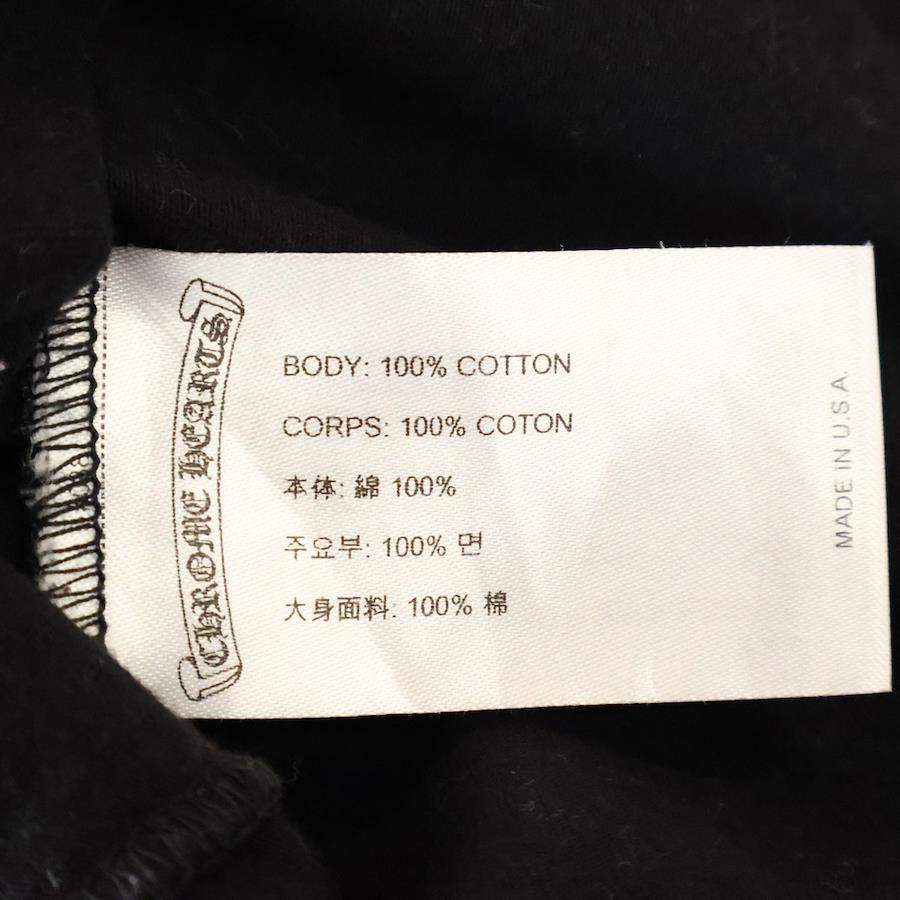 CHROME HEARTS
BODY: 100% COTTON
CORPS: 100% COTON
本体: 綿 100%
주요부: 100% 면
大身面料: 100% 棉
MADE IN U.S.A.